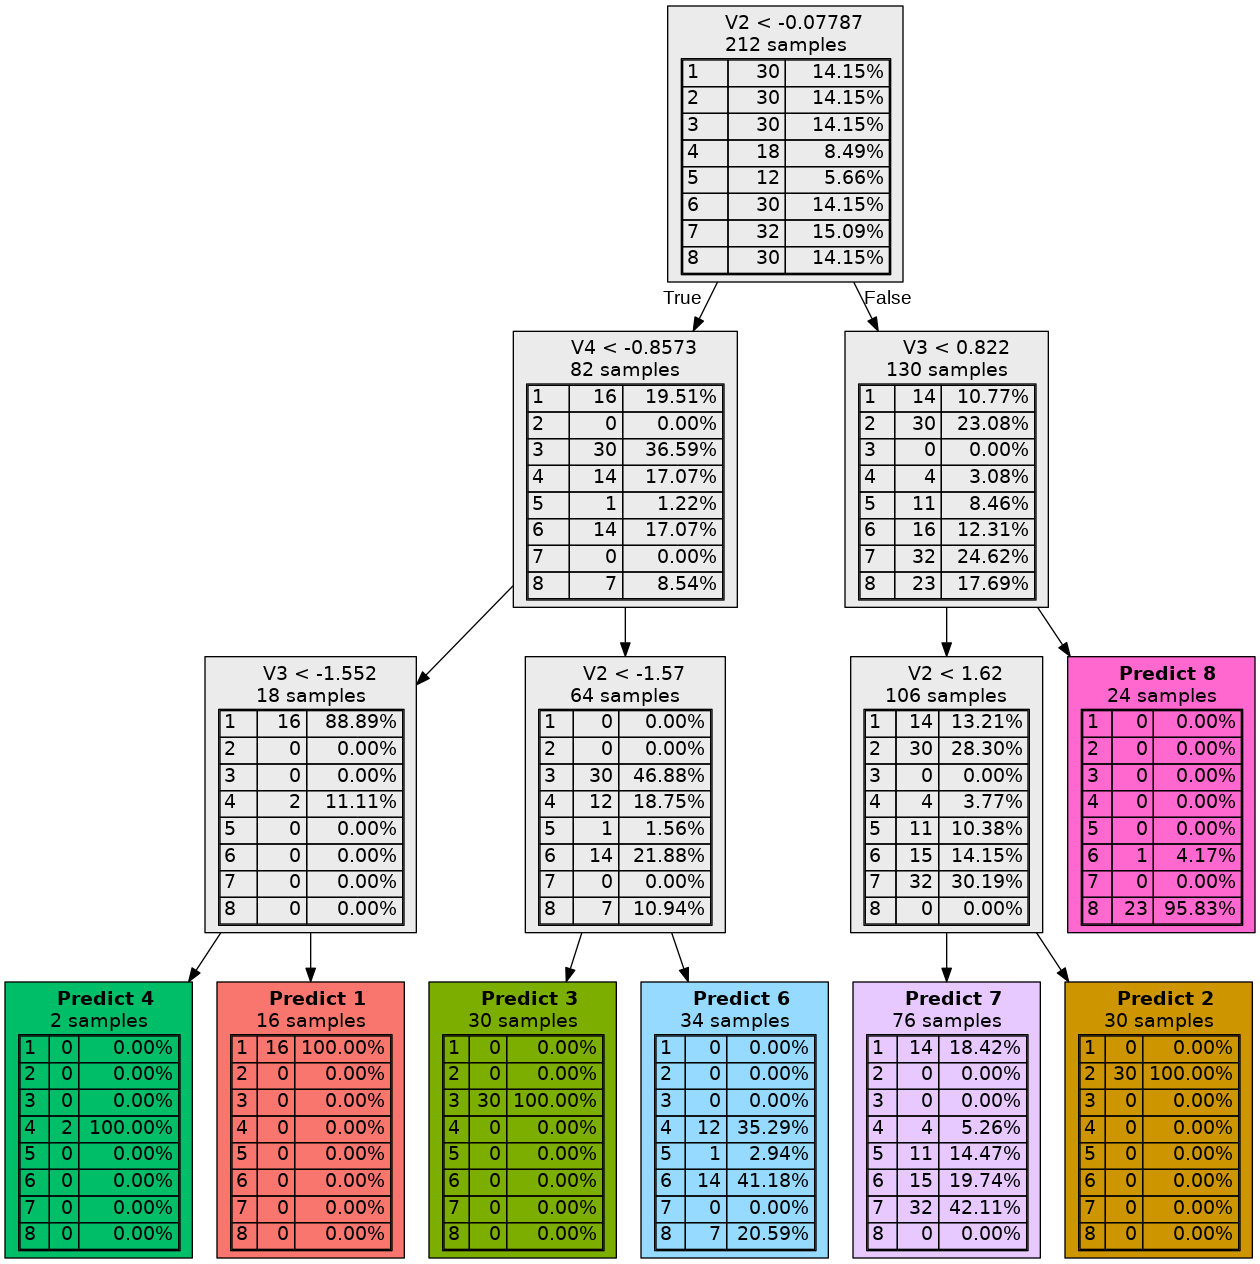 V2 < -0.07787
212 samples
1 30 14.15%
2 30 14.15%
3 30 14.15%
4 18 8.49%
5 12 5.66%
6 30 14.15%
7 32 15.09%
8 30 14.15%
True
False
V4 < -0.8573
82 samples
1 16 19.51%
2 0 0.00%
3 30 36.59%
4 14 17.07%
5 1 1.22%
6 14 17.07%
7 0 0.00%
8 7 8.54%
V3 < 0.822
130 samples
1 14 10.77%
2 30 23.08%
3 0 0.00%
4 4 3.08%
5 11 8.46%
6 16 12.31%
7 32 24.62%
8 23 17.69%
V3 < -1.552
18 samples
1 16 88.89%
2 0 0.00%
3 0 0.00%
4 2 11.11%
5 0 0.00%
6 0 0.00%
7 0 0.00%
8 0 0.00%
V2 < -1.57
64 samples
1 0 0.00%
2 0 0.00%
3 30 46.88%
4 12 18.75%
5 1 1.56%
6 14 21.88%
7 0 0.00%
8 7 10.94%
V2 < 1.62
106 samples
1 14 13.21%
2 30 28.30%
3 0 0.00%
4 4 3.77%
5 11 10.38%
6 15 14.15%
7 32 30.19%
8 0 0.00%
Predict 8
24 samples
1 0 0.00%
2 0 0.00%
3 0 0.00%
4 0 0.00%
5 0 0.00%
6 1 4.17%
7 0 0.00%
8 23 95.83%
Predict 4
2 samples
1 0 0.00%
2 0 0.00%
3 0 0.00%
4 2 100.00%
5 0 0.00%
6 0 0.00%
7 0 0.00%
8 0 0.00%
Predict 1
16 samples
1 16 100.00%
2 0 0.00%
3 0 0.00%
4 0 0.00%
5 0 0.00%
6 0 0.00%
7 0 0.00%
8 0 0.00%
Predict 3
30 samples
1 0 0.00%
2 0 0.00%
3 30 100.00%
4 0 0.00%
5 0 0.00%
6 0 0.00%
7 0 0.00%
8 0 0.00%
Predict 6
34 samples
1 0 0.00%
2 0 0.00%
3 0 0.00%
4 12 35.29%
5 1 2.94%
6 14 41.18%
7 0 0.00%
8 7 20.59%
Predict 7
76 samples
1 14 18.42%
2 0 0.00%
3 0 0.00%
4 4 5.26%
5 11 14.47%
6 15 19.74%
7 32 42.11%
8 0 0.00%
Predict 2
30 samples
1 0 0.00%
2 30 100.00%
3 0 0.00%
4 0 0.00%
5 0 0.00%
6 0 0.00%
7 0 0.00%
8 0 0.00%